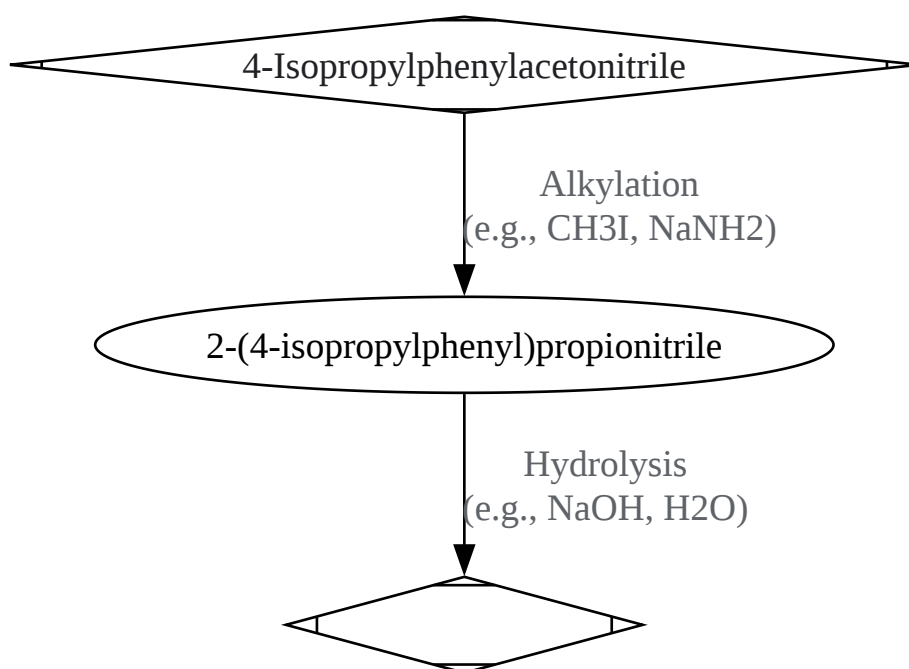 4-Isopropylphenylacetonitrile
Alkylation
(e.g., CH3I, NaNH2)
2-(4-isopropylphenyl)propionitrile
Hydrolysis
(e.g., NaOH, H2O)